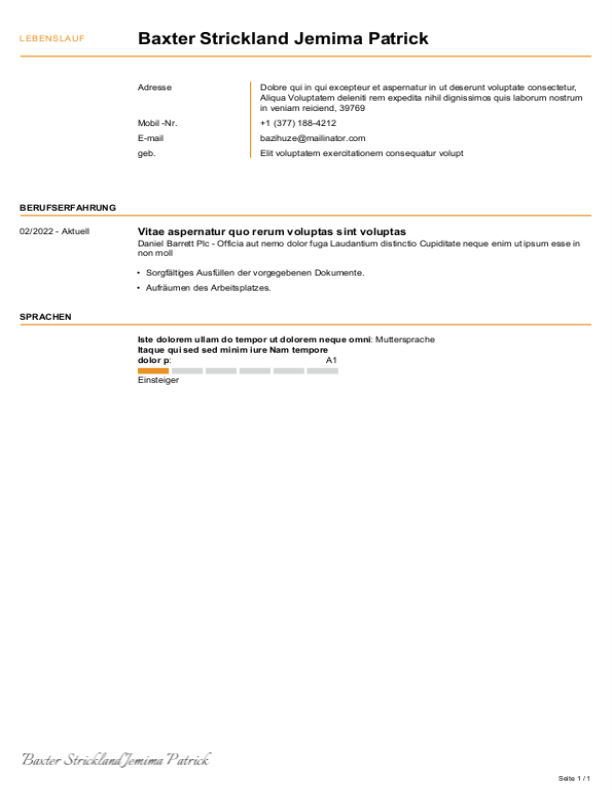 LEBENSLAUF
Baxter Strickland Jemima Patrick
Adresse
Dolore qui in qui excepteur et aspernatur in ut deserunt voluptate consectetur,
Aliqua Voluptatem deleniti rem expedita nihil dignissimos quis laborum nostrum
in veniam reiciend, 39769
Mobil -Nr.
+1 (377) 188-4212
E-mail
bazihuze@mailinator.com
geb.
Elit voluptatem exercitationem consequatur volupt
BERUFSERFAHRUNG
02/2022 - Aktuell
Vitae aspernatur quo rerum voluptas sint voluptas
Daniel Barrett Plc - Officia aut nemo dolor fuga Laudantium distinctio Cupiditate neque enim ut ipsum esse in
non moll
• Sorgfältiges Ausfüllen der vorgegebenen Dokumente.
• Aufräumen des Arbeitsplatzes.
SPRACHEN
Iste dolorem ullam do tempor ut dolorem neque omni: Muttersprache
Itaque qui sed sed minim iure Nam tempore
dolor p: A1
Einsteiger
Baxter Strickland Jemima Patrick
Seite 1 / 1